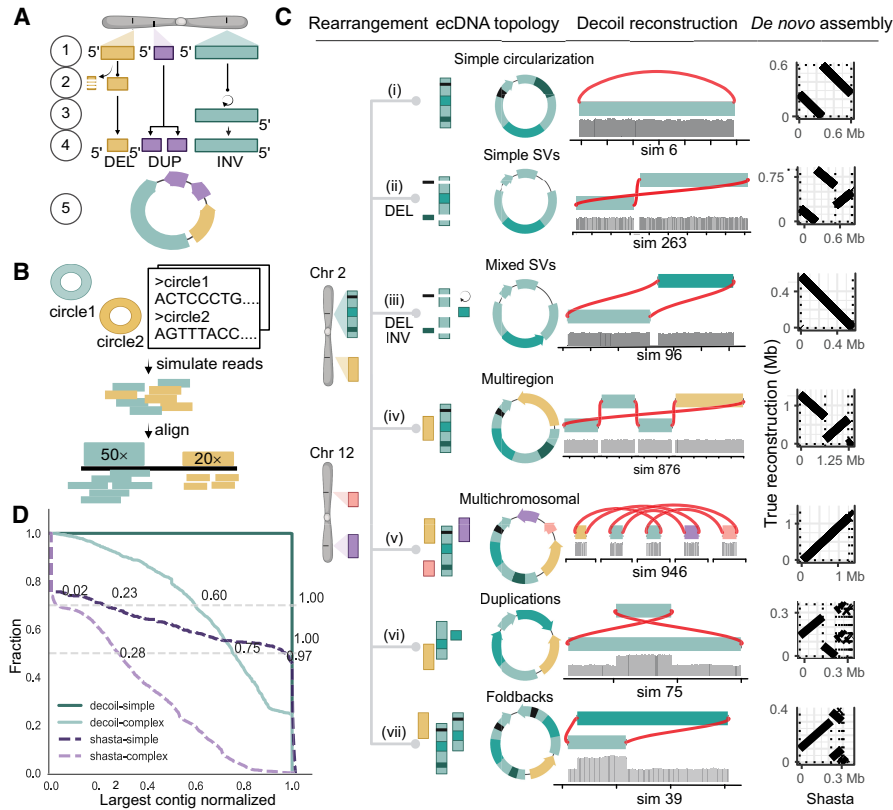 A
1
5'
5'
5'
2
3
5'
4
5'
5'
5'
DEL
DUP
INV
5
B
circle1
circle2
>circle1
ACTCCCTG....
>circle2
AGTTTACC....
simulate reads
align
50×
20×
C
Rearrangement
ecDNA topology
Decoil reconstruction
De novo assembly
Chr 2
Chr 12
Simple circularization
(i)
sim 6
0.6
0
0
0.6 Mb
Simple SVs
(ii)
DEL
sim 263
0.75
0
0
0.6
Mixed SVs
(iii)
DEL
INV
sim 96
0.4
0
0
0.4 Mb
Multiregion
(iv)
sim 876
1
0
0
1.25 Mb
Multichromosomal
(v)
sim 946
1
0
0
1 Mb
Duplications
(vi)
sim 75
0.3
0
0
0.3 Mb
Foldbacks
(vii)
sim 39
0.4
0
0
0.3 Mb
True reconstruction (Mb)
Shasta
D
Fraction
1.0
0.8
0.6
0.4
0.2
0.0
0.02
0.23
0.60
1.00
0.28
0.75
1.00
0.97
decoil-simple
decoil-complex
shasta-simple
shasta-complex
0.0
0.
2
0.4
0.6
0.8
1.0
Largest contig normalized